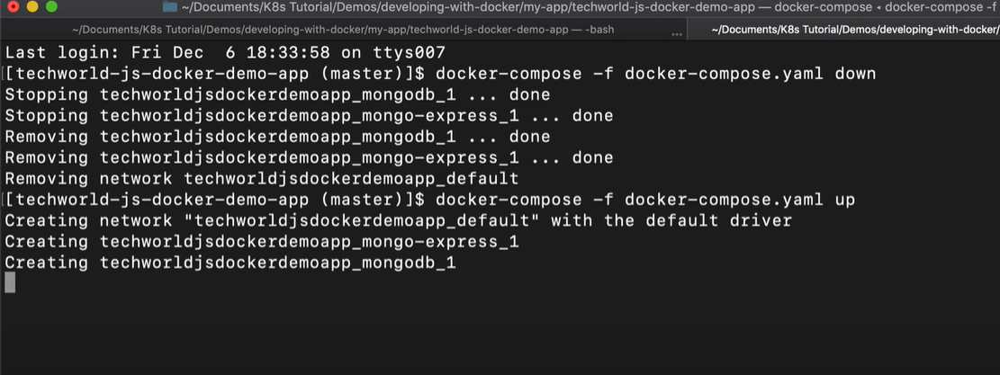 ~/Documents/K8s Tutorial/Demos/developing-with-docker/my-app/techworld-js-docker-demo-app — docker-compose ◂ docker-compose -f
~/Documents/K8s Tutorial/Demos/developing-with-docker/my-app/techworld-js-docker-demo-app — -bash ... ~/Documents/K8s Tutorial/Demos/developing-with-docker/
Last login: Fri Dec  6 18:33:58 on ttys007
[[techworld-js-docker-demo-app (master)]$ docker-compose -f docker-compose.yaml down
Stopping techworldjsdockerdemoapp_mongodb_1 ... done
Stopping techworldjsdockerdemoapp_mongo-express_1 ... done
Removing techworldjsdockerdemoapp_mongodb_1 ... done
Removing techworldjsdockerdemoapp_mongo-express_1 ... done
Removing network techworldjsdockerdemoapp_default
[[techworld-js-docker-demo-app (master)]$ docker-compose -f docker-compose.yaml up
Creating network "techworldjsdockerdemoapp_default" with the default driver
Creating techworldjsdockerdemoapp_mongo-express_1
Creating techworldjsdockerdemoapp_mongodb_1